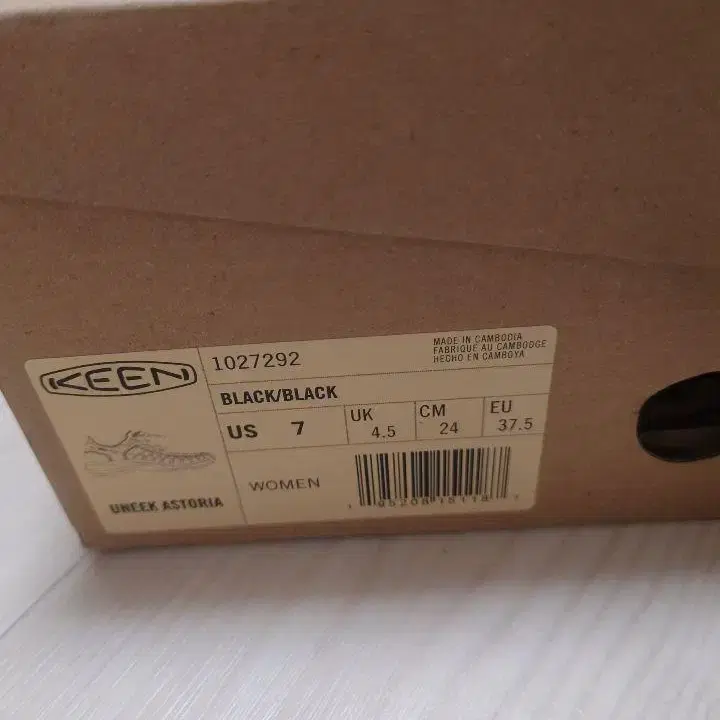 KEEN
1027292
MADE IN CAMBODIA
FABRIQUÉ AU CAMBODGE
HECHO EN CAMBOYA
BLACK/BLACK
US 7
UK 4.5
CM 24
EU 37.5
UNEEK ASTORIA
WOMEN